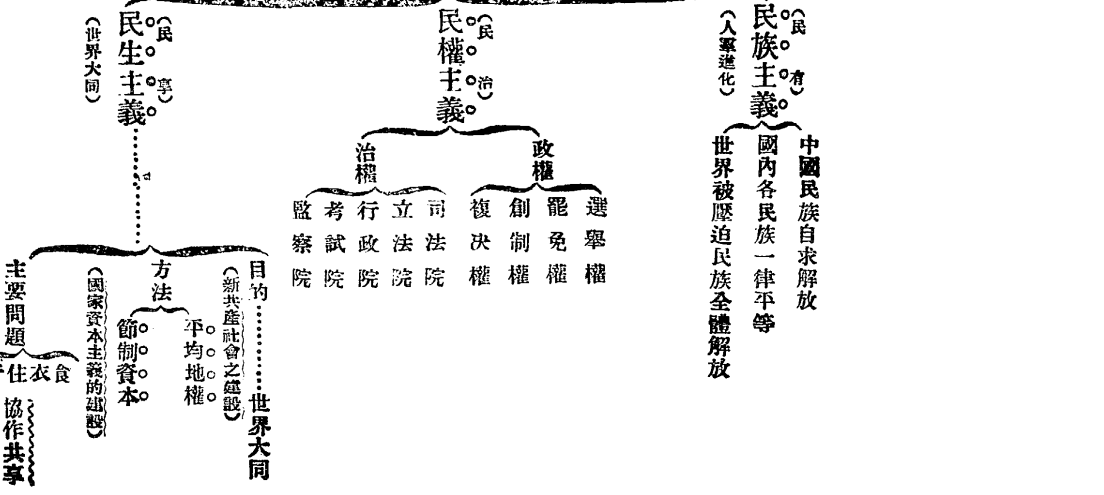 民族主義
（民有）
（人羣進化）
中國民族自求解放
國內各民族一律平等
世界被壓迫民族全體解放
民權主義
（民治）
政權
選舉權
罷免權
創制權
複决權
治權
司法院
立法院
行政院
考試院
監察院
民生主義
（民享）
（世界大同）
目的
世界大同
（新共產社會之建設）
方法
平均地權
節制資本
（國家資本主義的建設）
主要問題
食
衣
住
協作共享